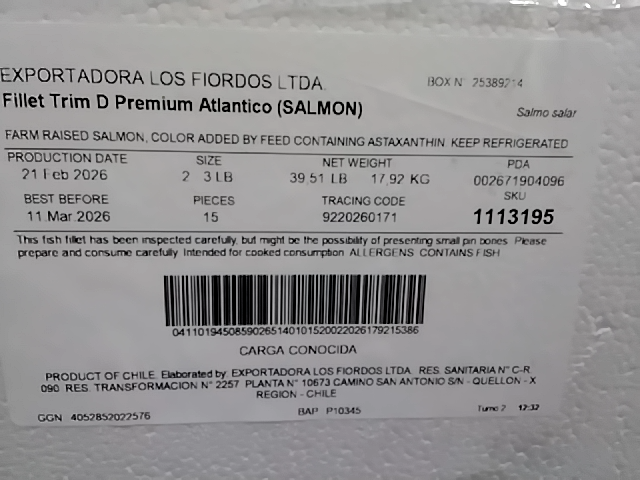 EXPORTADORA LOS FIORDOS LTDA.
BOX N° 25389214
Fillet Trim D Premium Atlantico (SALMON)
Salmo salar
FARM RAISED SALMON, COLOR ADDED BY FEED CONTAINING ASTAXANTHIN KEEP REFRIGERATED
PRODUCTION DATE SIZE NET WEIGHT PDA
21 Feb 2026 2 3 LB 39,51 LB 17,92 KG 002671904096
BEST BEFORE PIECES TRACING CODE SKU
11 Mar 2026 15 9220260171 1113195
This fish fillet has been inspected carefully, but might be the possibility of presenting small pin bones. Please
prepare and consume carefully. Intended for cooked consumption. ALLERGENS: CONTAINS FISH
CARGA CONOCIDA
PRODUCT OF CHILE. Elaborated by: EXPORTADORA LOS FIORDOS LTDA. RES. SANITARIA N° C-R
090 RES. TRANSFORMACION N° 2257 PLANTA N° 10673 CAMINO SAN ANTONIO S/N - QUELLON - X
REGION - CHILE
GGN 4052852022576 BAP P10345 Turno 2 12:32